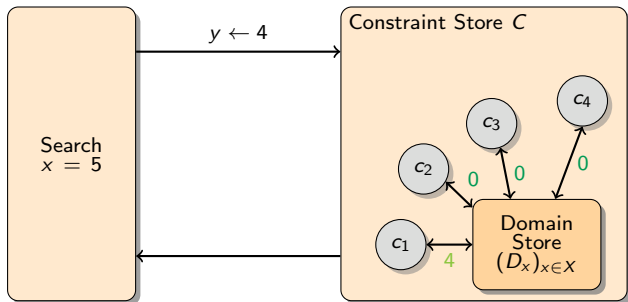 y ← 4
Constraint Store C
Search
x = 5
c4
c3
0
0
c2
0
c1
4
Domain
Store
(Dx)x∈X